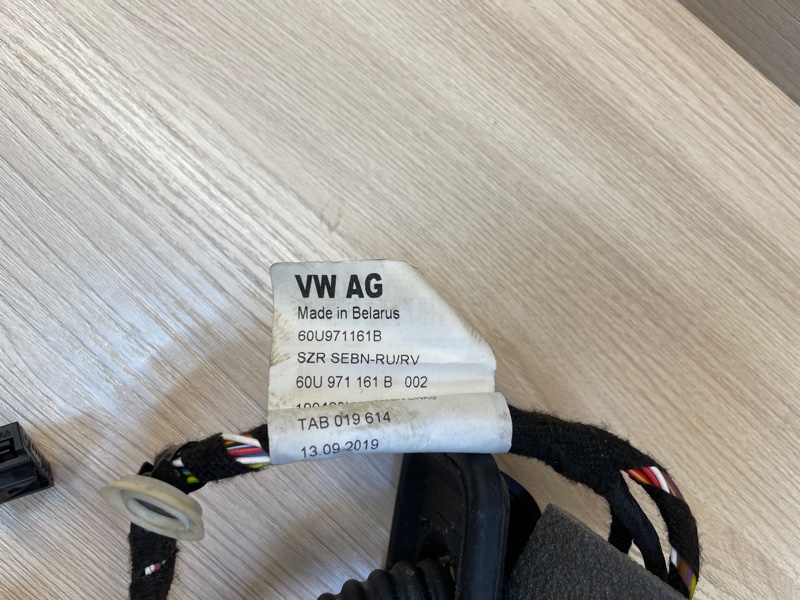 VW AG
Made in Belarus
60U971161B
SZR SEBN-RU/RV
60U 971 161 B 002
TAB 019 614
13.09.2019